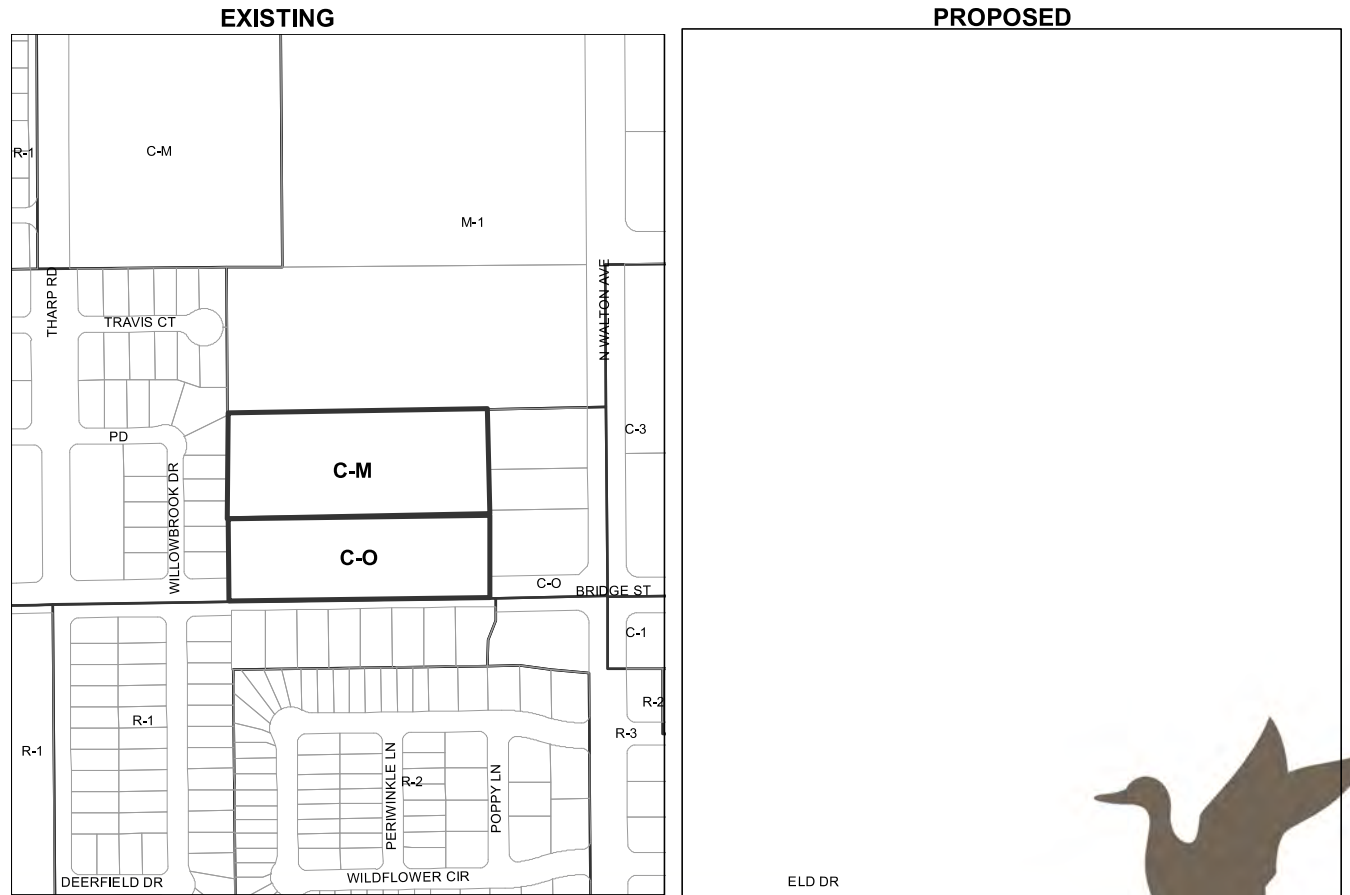 EXISTING
PROPOSED
R-1
C-M
M-1
THARP RD
N WALTON AVE
TRAVIS CT
C-3
PD
WILLOWBROOK DR
C-M
C-O
C-O
BRIDGE ST
C-1
R-2
R-1
R-3
R-1
PERIWINKLE LN
R-2
POPPY LN
WILDFLOWER CIR
DEERFIELD DR
ELD DR